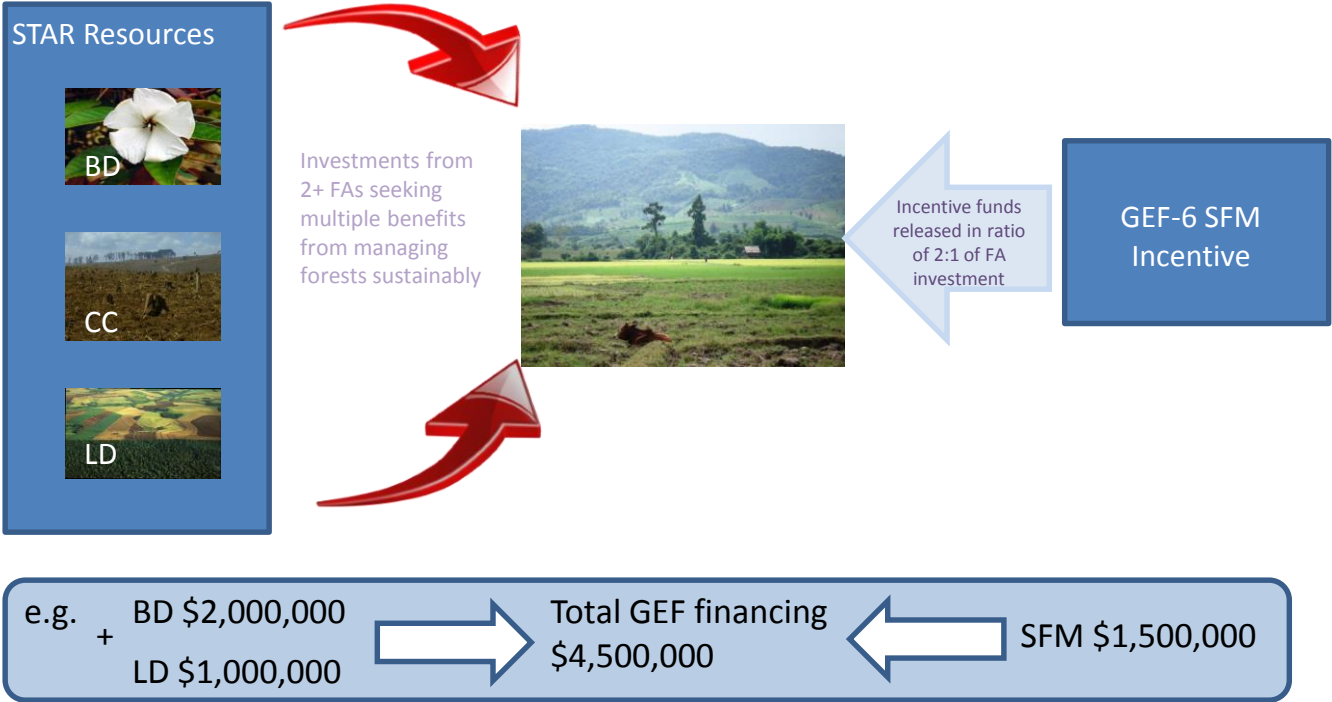 STAR Resources
BD
CC
LD
Investments from
2+ FAs seeking
multiple benefits
from managing
forests sustainably
Incentive funds
released in ratio
of 2:1 of FA
investment
GEF-6 SFM
Incentive
e.g.
+
BD $2,000,000
LD $1,000,000
Total GEF financing
$4,500,000
SFM $1,500,000